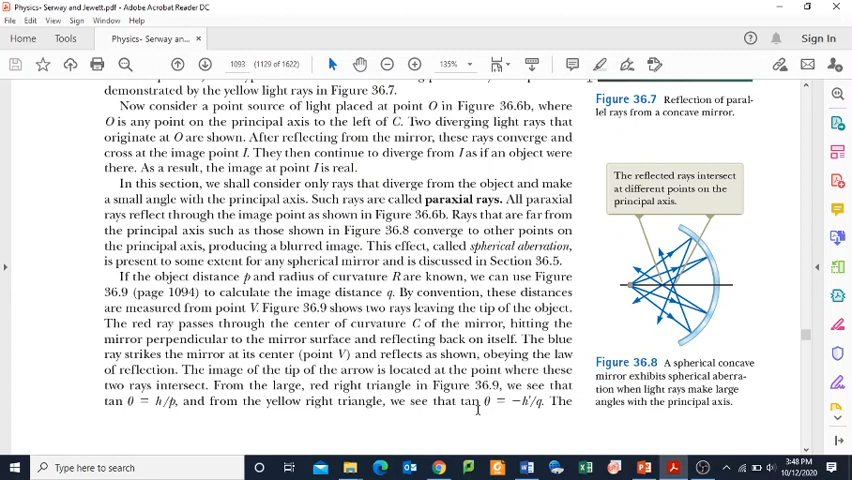 Physics- Serway and Jewett.pdf - Adobe Acrobat Reader DC
File Edit View Sign Window Help
Home Tools Physics- Serway an... × Sign In
1093 (1129 of 1622) 135%
demonstrated by the yellow light rays in Figure 36.7.
Now consider a point source of light placed at point O in Figure 36.6b, where
O is any point on the principal axis to the left of C. Two diverging light rays that
originate at O are shown. After reflecting from the mirror, these rays converge and
cross at the image point I. They then continue to diverge from I as if an object were
there. As a result, the image at point I is real.
In this section, we shall consider only rays that diverge from the object and make
a small angle with the principal axis. Such rays are called paraxial rays. All paraxial
rays reflect through the image point as shown in Figure 36.6b. Rays that are far from
the principal axis such as those shown in Figure 36.8 converge to other points on
the principal axis, producing a blurred image. This effect, called spherical aberration,
is present to some extent for any spherical mirror and is discussed in Section 36.5.
If the object distance p and radius of curvature R are known, we can use Figure
36.9 (page 1094) to calculate the image distance q. By convention, these distances
are measured from point V. Figure 36.9 shows two rays leaving the tip of the object.
The red ray passes through the center of curvature C of the mirror, hitting the
mirror perpendicular to the mirror surface and reflecting back on itself. The blue
ray strikes the mirror at its center (point V) and reflects as shown, obeying the law
of reflection. The image of the tip of the arrow is located at the point where these
two rays intersect. From the large, red right triangle in Figure 36.9, we see that
tan θ = h/p, and from the yellow right triangle, we see that tan θ = −h′/q. The
Figure 36.7 Reflection of paral-
lel rays from a concave mirror.
The reflected rays intersect
at different points on the
principal axis.
Figure 36.8 A spherical concave
mirror exhibits spherical aberra-
tion when light rays make large
angles with the principal axis.
Type here to search
3:48 PM
10/12/2020